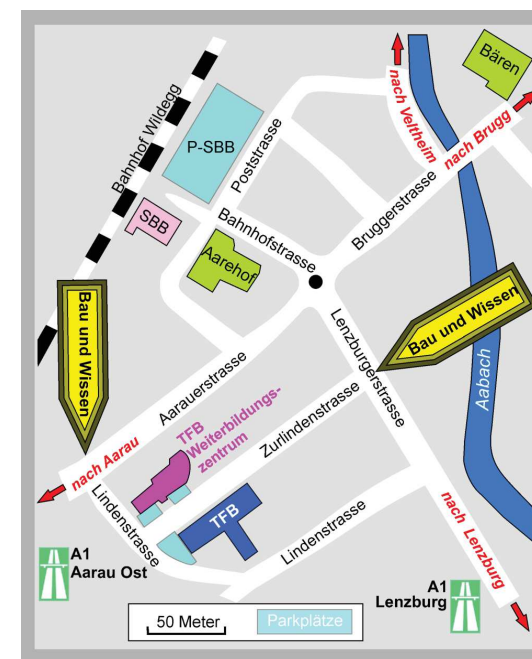 Bären
nach Veltheim
nach Brugg
Bahnhof Wildegg
P-SBB
Poststrasse
SBB
Bahnhofstrasse
Bruggerstrasse
Aarehof
Bau und Wissen
Bau und Wissen
Lenzburgerstrasse
Aabach
Aarauerstrasse
TFB
Weiterbildungs-
zentrum
Zurlindenstrasse
nach Aarau
Lindenstrasse
TFB
Lindenstrasse
nach Lenzburg
A1
Aarau Ost
A1
Lenzburg
50 Meter
Parkplätze